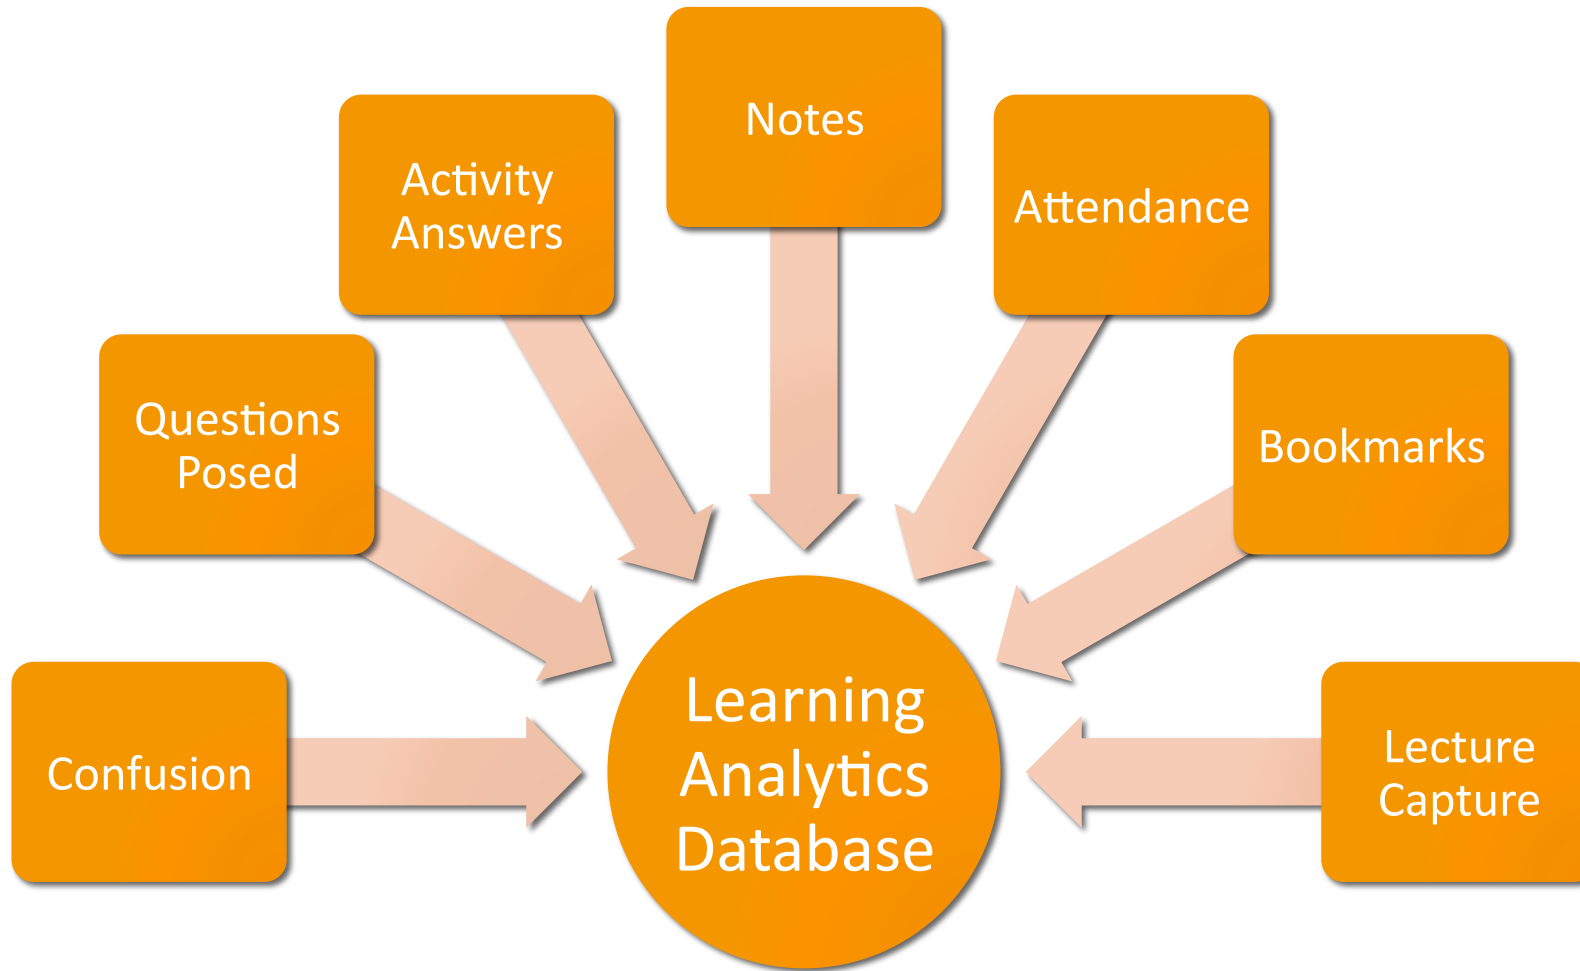 Notes
Activity
Answers
Attendance
Questions
Posed
Bookmarks
Confusion
Learning
Analytics
Database
Lecture
Capture